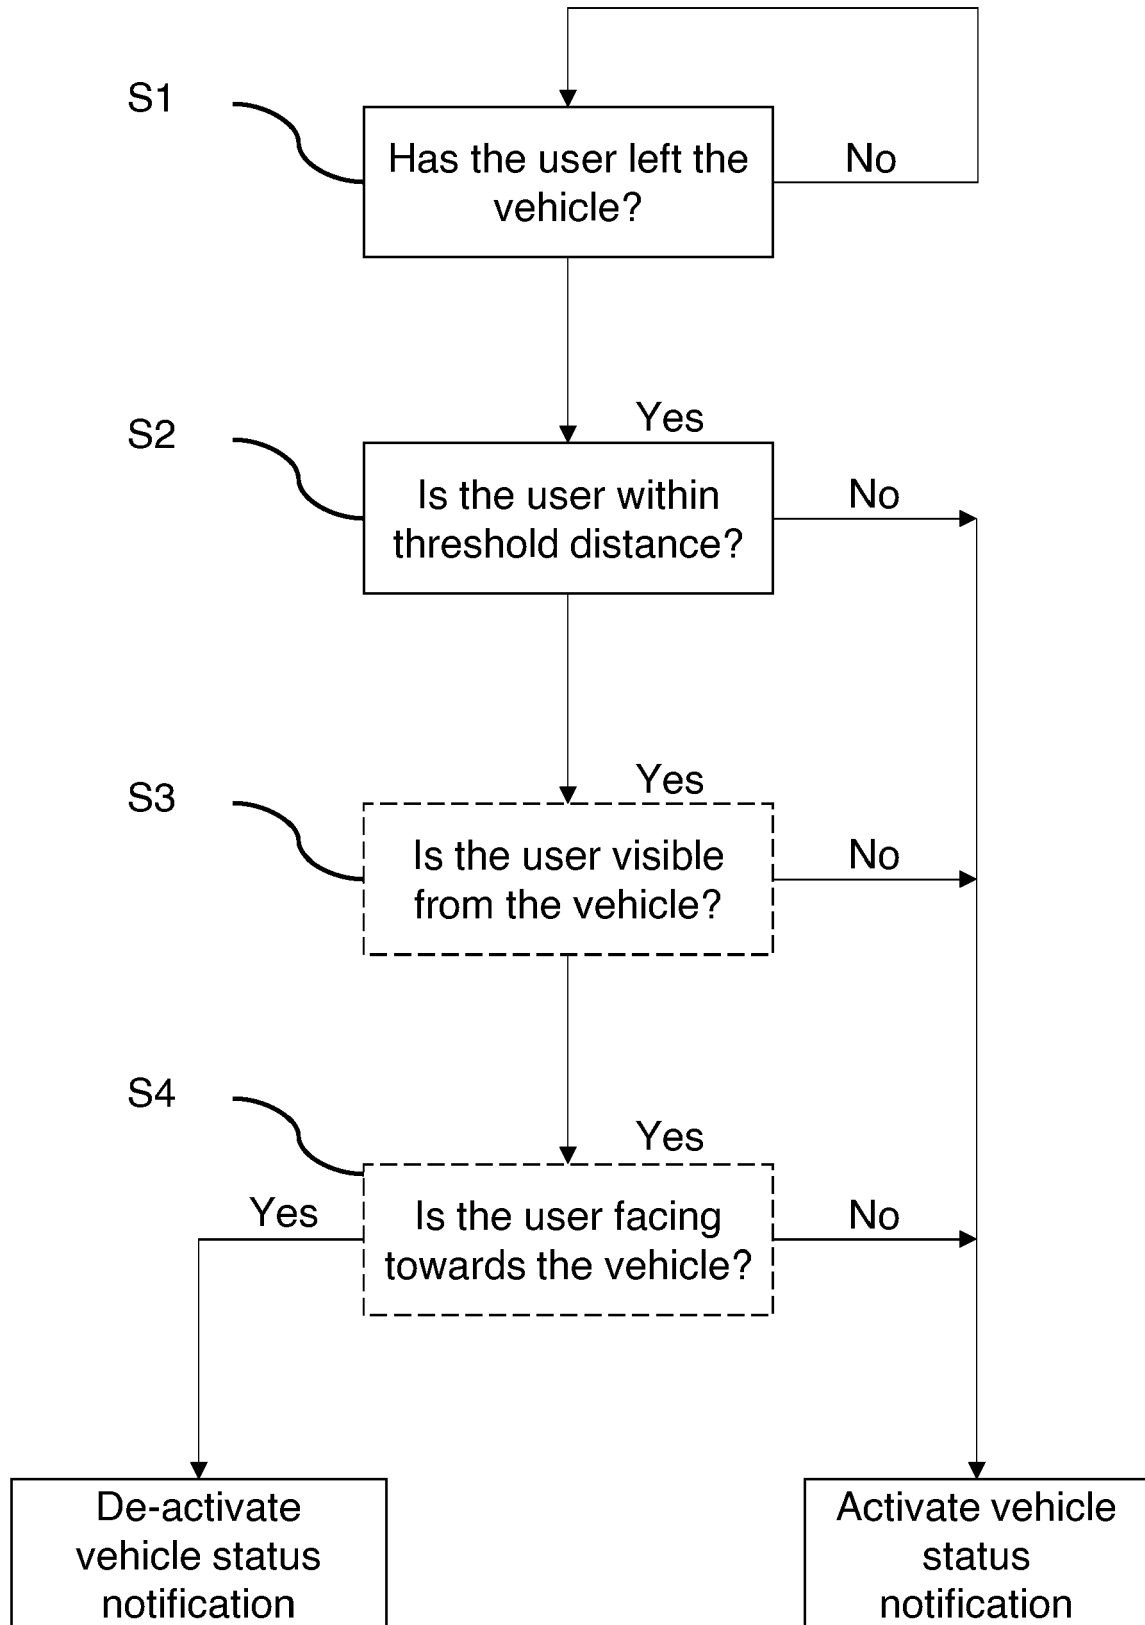 S1
Has the user left the
vehicle?
No
Yes
S2
Is the user within
threshold distance?
No
Yes
S3
Is the user visible
from the vehicle?
No
Yes
S4
Yes
Is the user facing
towards the vehicle?
No
De-activate
vehicle status
notification
Activate vehicle
status
notification